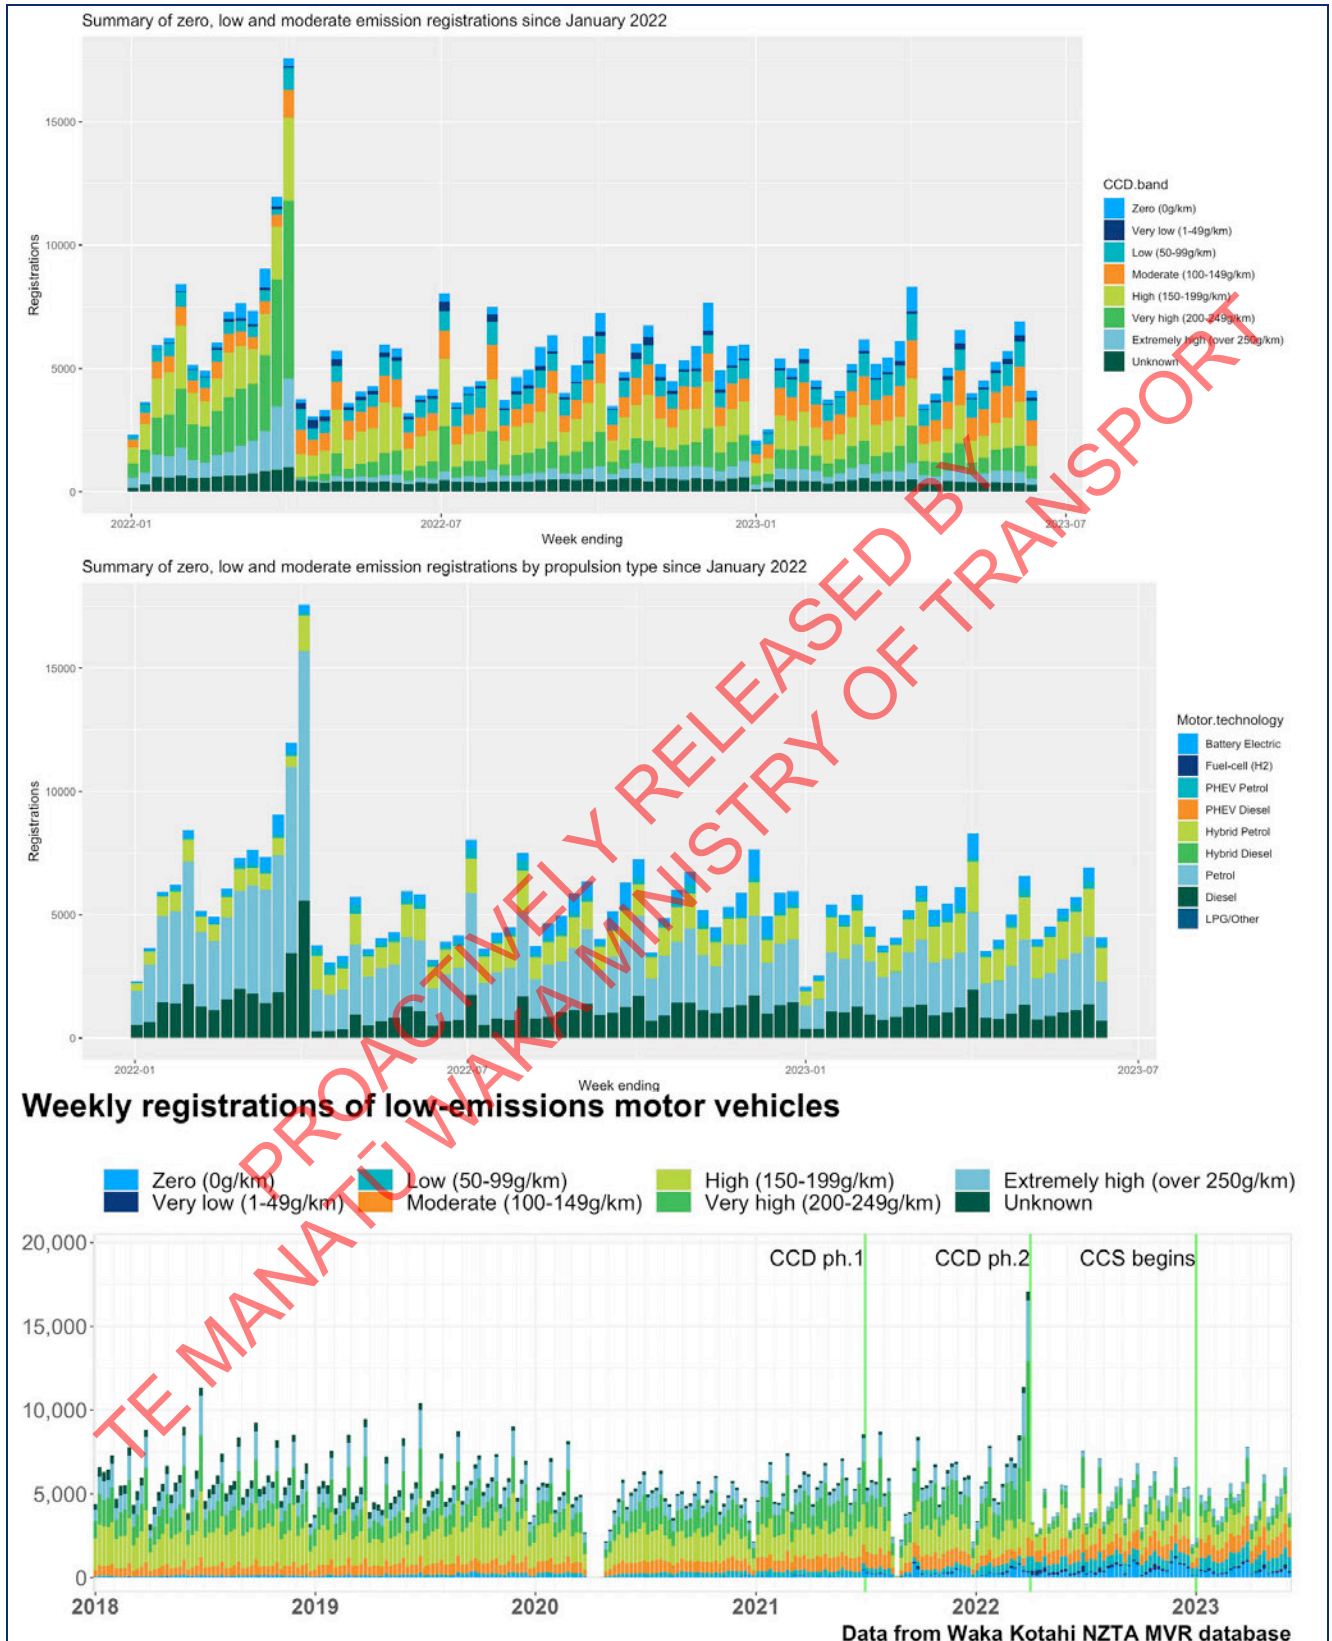 Summary of zero, low and moderate emission registrations since January 2022
15000
10000
5000
0
Registrations
2022-01
2022-07
2023-01
2023-07
Week ending
CCD.band
Zero (0g/km)
Very low (1-49g/km)
Low (50-99g/km)
Moderate (100-149g/km)
High (150-199g/km)
Very high (200-249g/km)
Extremely high (over 250g/km)
Unknown
Summary of zero, low and moderate emission registrations by propulsion type since January 2022
15000
10000
5000
0
Registrations
2022-01
2022-07
2023-01
2023-07
Week ending
Motor.technology
Battery Electric
Fuel-cell (H2)
PHEV Petrol
PHEV Diesel
Hybrid Petrol
Hybrid Diesel
Petrol
Diesel
LPG/Other
Weekly registrations of low-emissions motor vehicles
Zero (0g/km)
Low (50-99g/km)
High (150-199g/km)
Extremely high (over 250g/km)
Very low (1-49g/km)
Moderate (100-149g/km)
Very high (200-249g/km)
Unknown
20,000
15,000
10,000
5,000
0
CCD ph.1
CCD ph.2
CCS begins
2018
2019
2020
2021
2022
2023
Data from Waka Kotahi NZTA MVR database
PROACTIVELY RELEASED BY
TE MANATŪ WAKA MINISTRY OF TRANSPORT